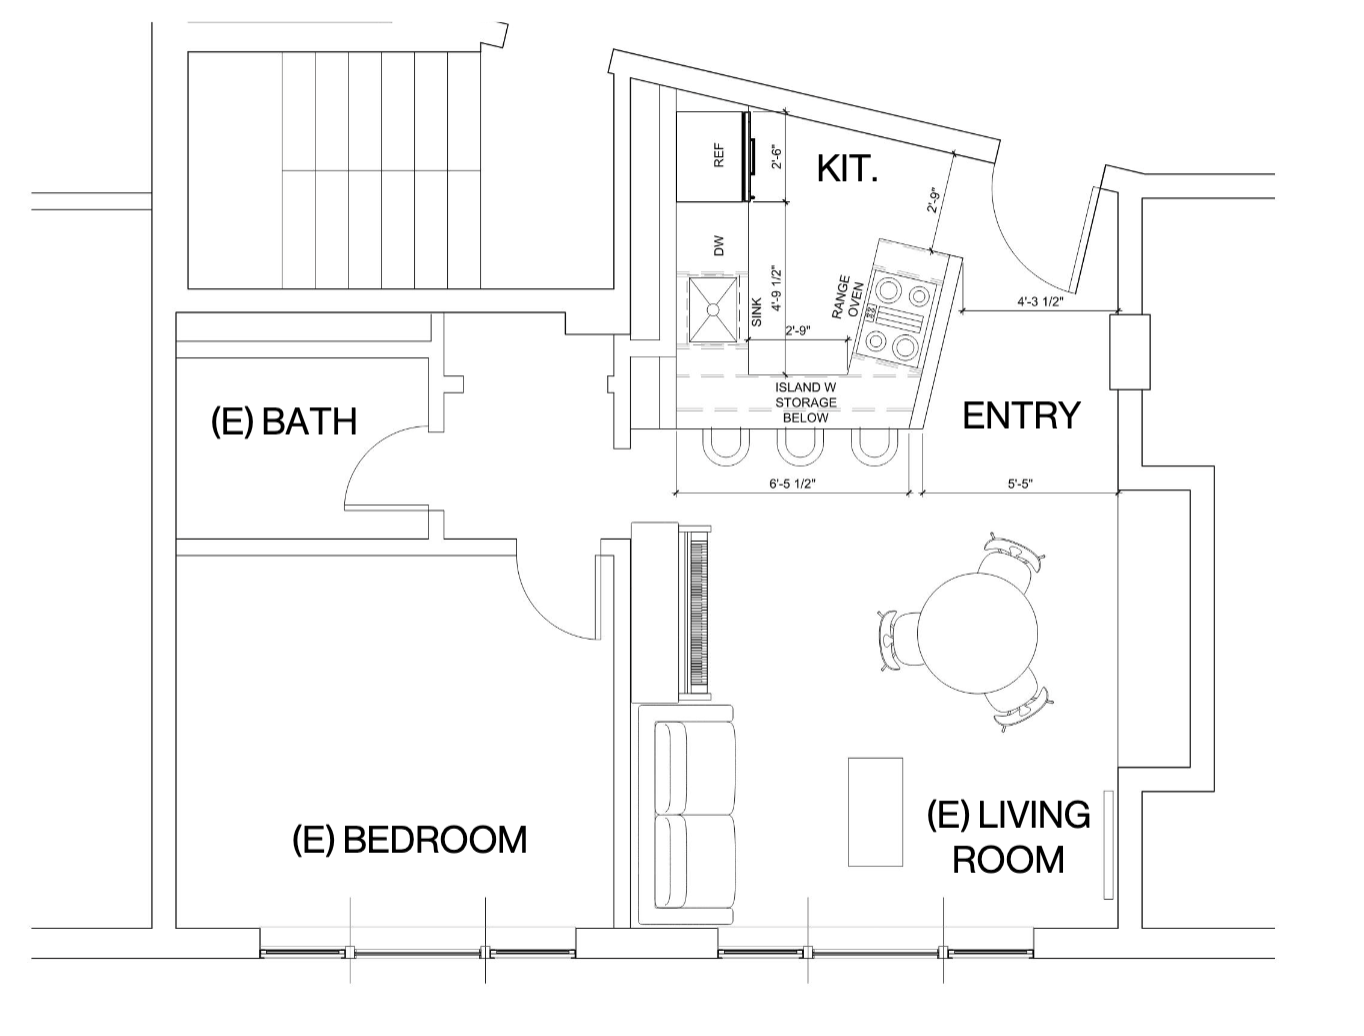 KIT.
REF
2'-6"
2'-9"
DW
SINK
4'-9 1/2"
RANGE
OVEN
4'-3 1/2"
2'-9"
ISLAND W
STORAGE
BELOW
(E) BATH
ENTRY
6'-5 1/2"
5'-5"
(E) BEDROOM
(E) LIVING
ROOM